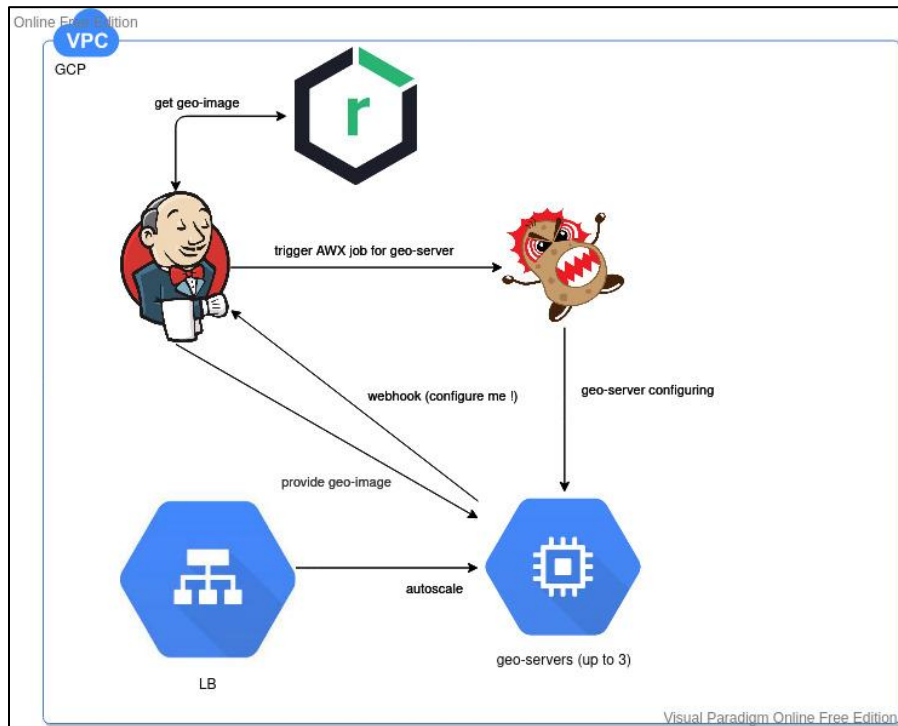 Online Free Edition
VPC
GCP
get geo-image
r
trigger AWX job for geo-server
webhook (configure me !)
geo-server configuring
provide geo-image
autoscale
geo-servers (up to 3)
LB
Visual Paradigm Online Free Edition